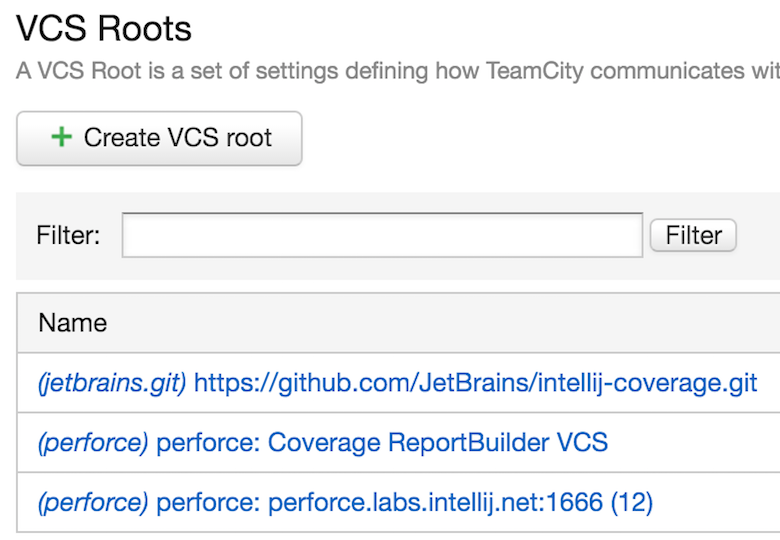 VCS Roots
A VCS Root is a set of settings defining how TeamCity communicates
Create VCS root
Filter:
Filter
Name
(jetbrains.git) https://github.com/JetBrains/intellij-coverage.git
(perforce) perforce: Coverage ReportBuilder VCS
(perforce) perforce: perforce.labs.intellij.net:1666 (12)